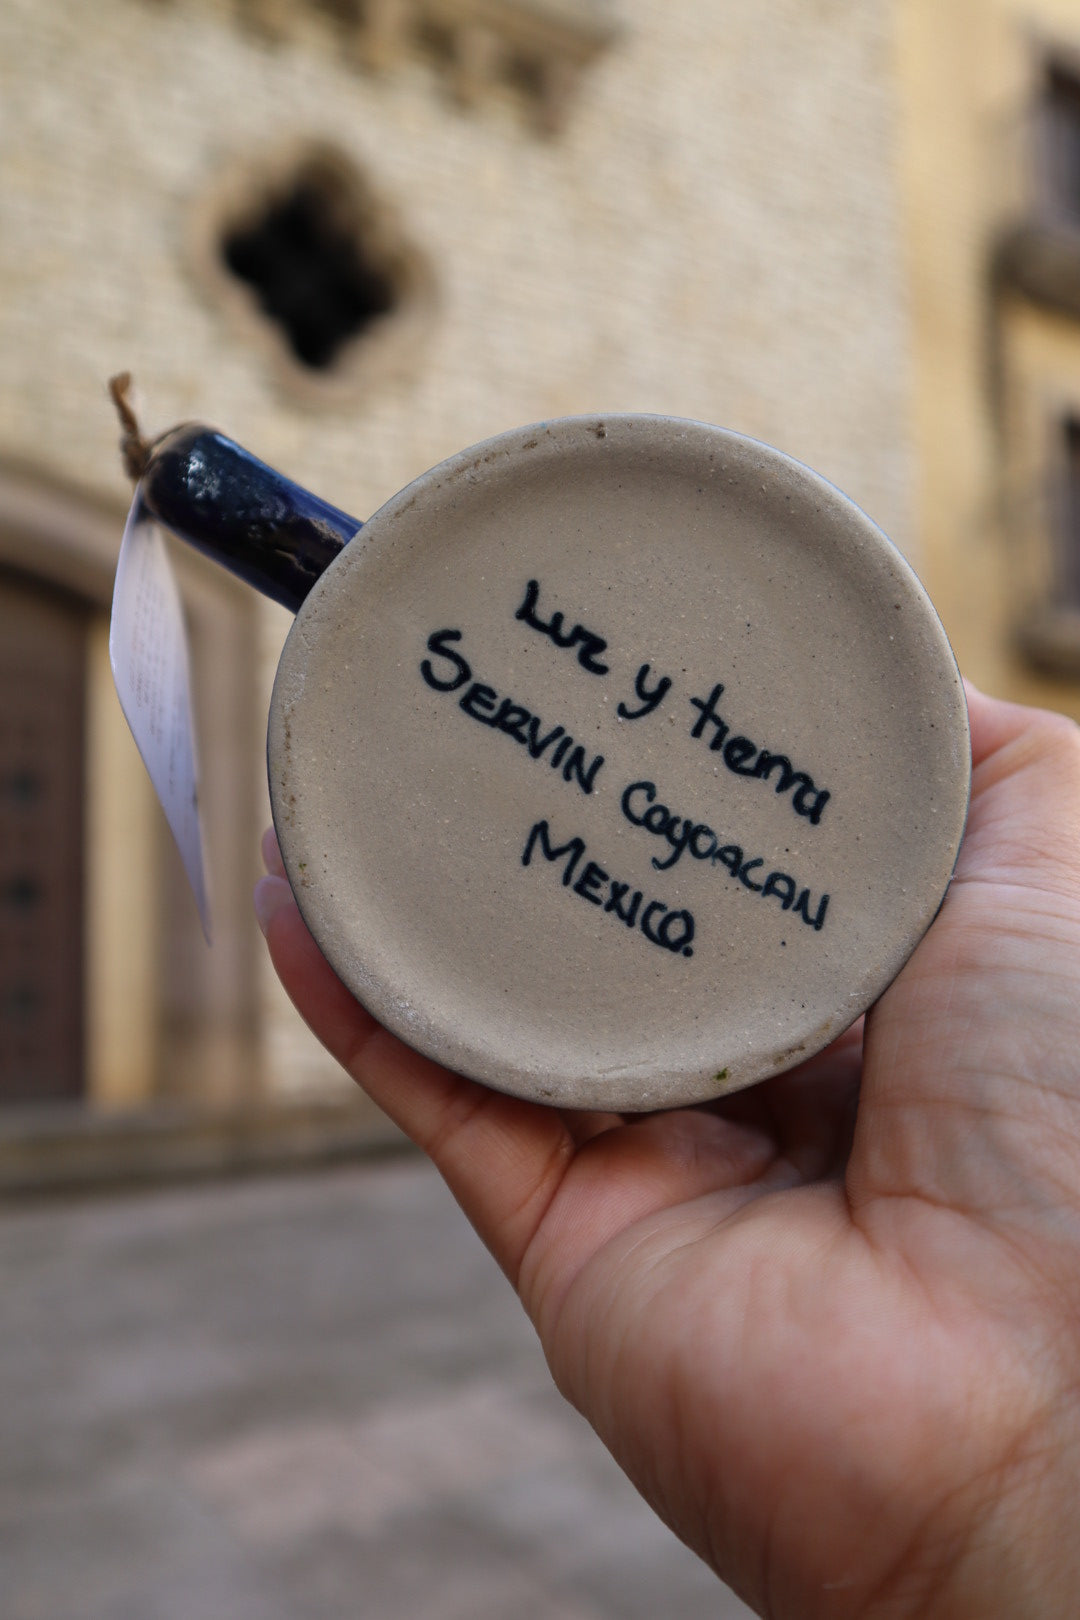 Luz y tierra
SERVIN Coyoacan
MEXICO.